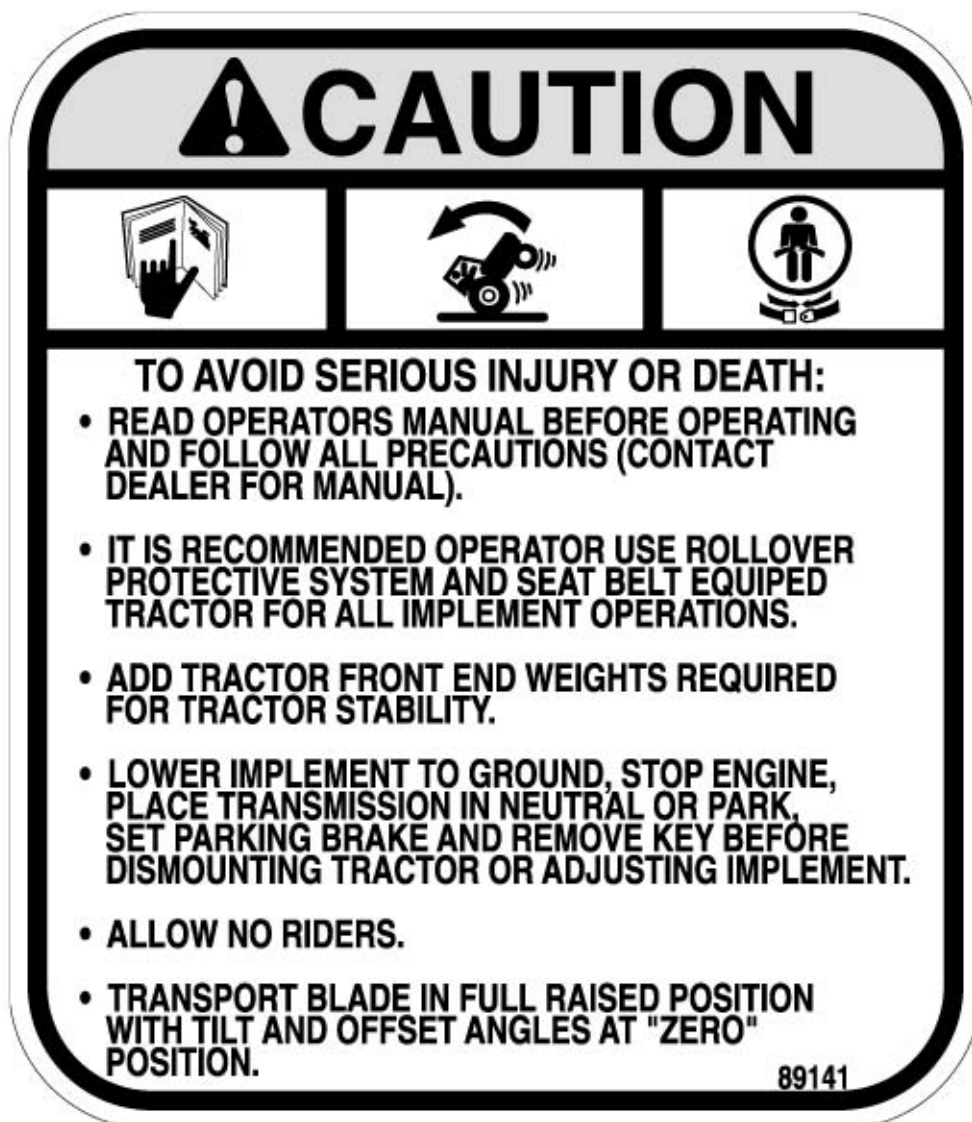 CAUTION
TO AVOID SERIOUS INJURY OR DEATH:
• READ OPERATORS MANUAL BEFORE OPERATING
AND FOLLOW ALL PRECAUTIONS (CONTACT
DEALER FOR MANUAL).
• IT IS RECOMMENDED OPERATOR USE ROLLOVER
PROTECTIVE SYSTEM AND SEAT BELT EQUIPED
TRACTOR FOR ALL IMPLEMENT OPERATIONS.
• ADD TRACTOR FRONT END WEIGHTS REQUIRED
FOR TRACTOR STABILITY.
• LOWER IMPLEMENT TO GROUND, STOP ENGINE,
PLACE TRANSMISSION IN NEUTRAL OR PARK,
SET PARKING BRAKE AND REMOVE KEY BEFORE
DISMOUNTING TRACTOR OR ADJUSTING IMPLEMENT.
• ALLOW NO RIDERS.
• TRANSPORT BLADE IN FULL RAISED POSITION
WITH TILT AND OFFSET ANGLES AT "ZERO"
POSITION.
89141